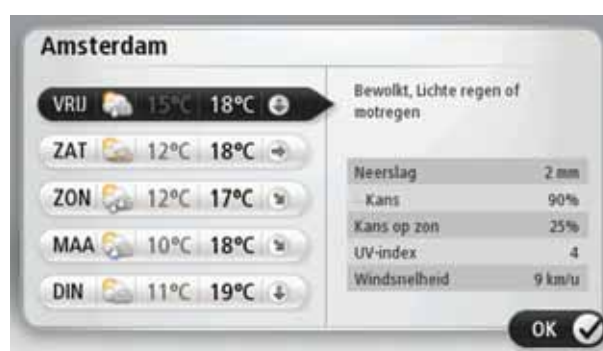 Amsterdam
VRIJ 15°C 18°C
ZAT 12°C 18°C
ZON 12°C 17°C
MAA 10°C 18°C
DIN 11°C 19°C
Bewolkt, Lichte regen of
motregen
Neerslag 2 mm
Kans 90%
Kans op zon 25%
UV-index 4
Windsnelheid 9 km/u
OK